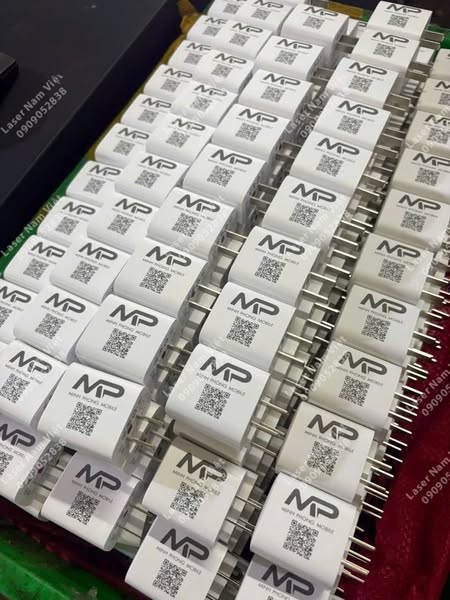 MP
MINH PHONG MOBILE
Laser Nam Việt
0909052838